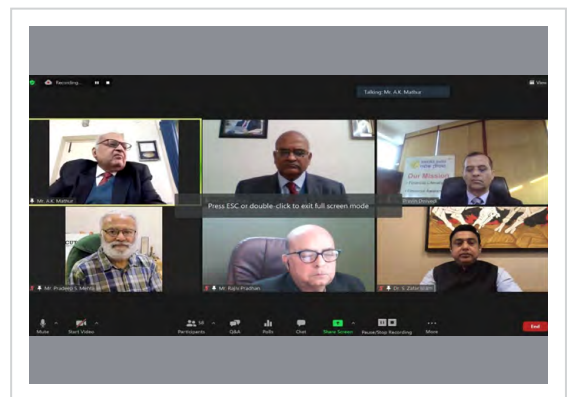 Recording...
View
Talking: Mr. A.K. Mathur
Our Mission
Mr. A.K. Mathur
Press ESC or double-click to exit full screen mode
CUTS
Mr. Pradeep S. Mehta
Mr. Rajiv Pradhan
Dr. S.
Mute
Start Video
Participants
Q&A
Polls
Chat
Share Screen
Pause/Stop Recording
More
End